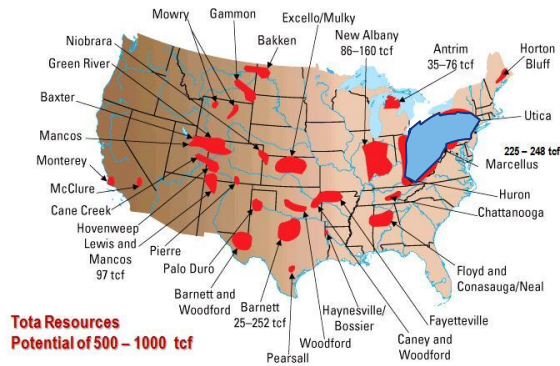 Mowry
Gammon
Excello/Mulky
Niobrara
Bakken
New Albany
86–160 tcf
Antrim
35–76 tcf
Horton
Bluff
Green River
Baxter
Utica
Mancos
225 – 248 tcf
Marcellus
Monterey
McClure
Huron
Cane Creek
Chattanooga
Hovenweep
Lewis and
Mancos
97 tcf
Pierre
Palo Duro
Floyd and
Conasauga/Neal
Barnett and
Woodford
Barnett
25–252 tcf
Haynesville/
Bossier
Fayetteville
Tota Resources
Potential of 500 – 1000  tcf
Woodford
Caney and
Woodford
Pearsall